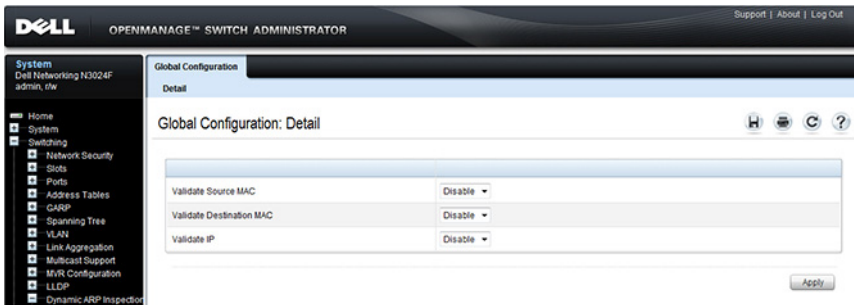 Support | About | Log Out
DELL OPENMANAGE™ SWITCH ADMINISTRATOR
System
Dell Networking N3024F
admin, r/w
Global Configuration
Detail
Home
System
Switching
Network Security
Slots
Ports
Address Tables
GARP
Spanning Tree
VLAN
Link Aggregation
Multicast Support
MVR Configuration
LLDP
Dynamic ARP Inspection
Global Configuration: Detail
Validate Source MAC Disable
Validate Destination MAC Disable
Validate IP Disable
Apply